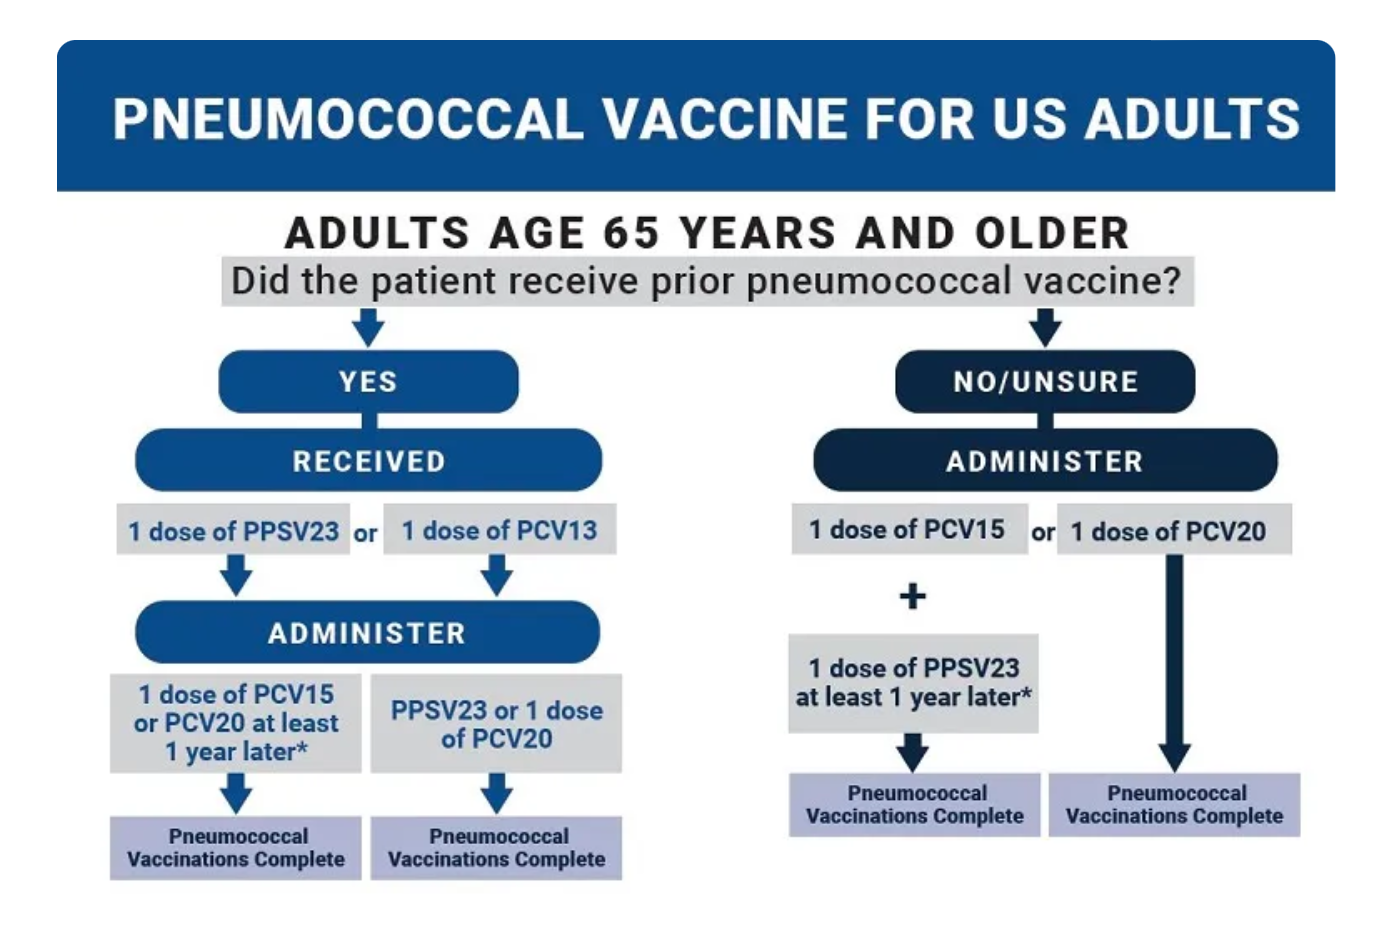 PNEUMOCOCCAL VACCINE FOR US ADULTS
ADULTS AGE 65 YEARS AND OLDER
Did the patient receive prior pneumococcal vaccine?
YES
RECEIVED
1 dose of PPSV23 or 1 dose of PCV13
ADMINISTER
1 dose of PCV15
or PCV20 at least
1 year later*
PPSV23 or 1 dose
of PCV20
Pneumococcal
Vaccinations Complete
Pneumococcal
Vaccinations Complete
NO/UNSURE
ADMINISTER
1 dose of PCV15 or 1 dose of PCV20
+
1 dose of PPSV23
at least 1 year later*
Pneumococcal
Vaccinations Complete
Pneumococcal
Vaccinations Complete